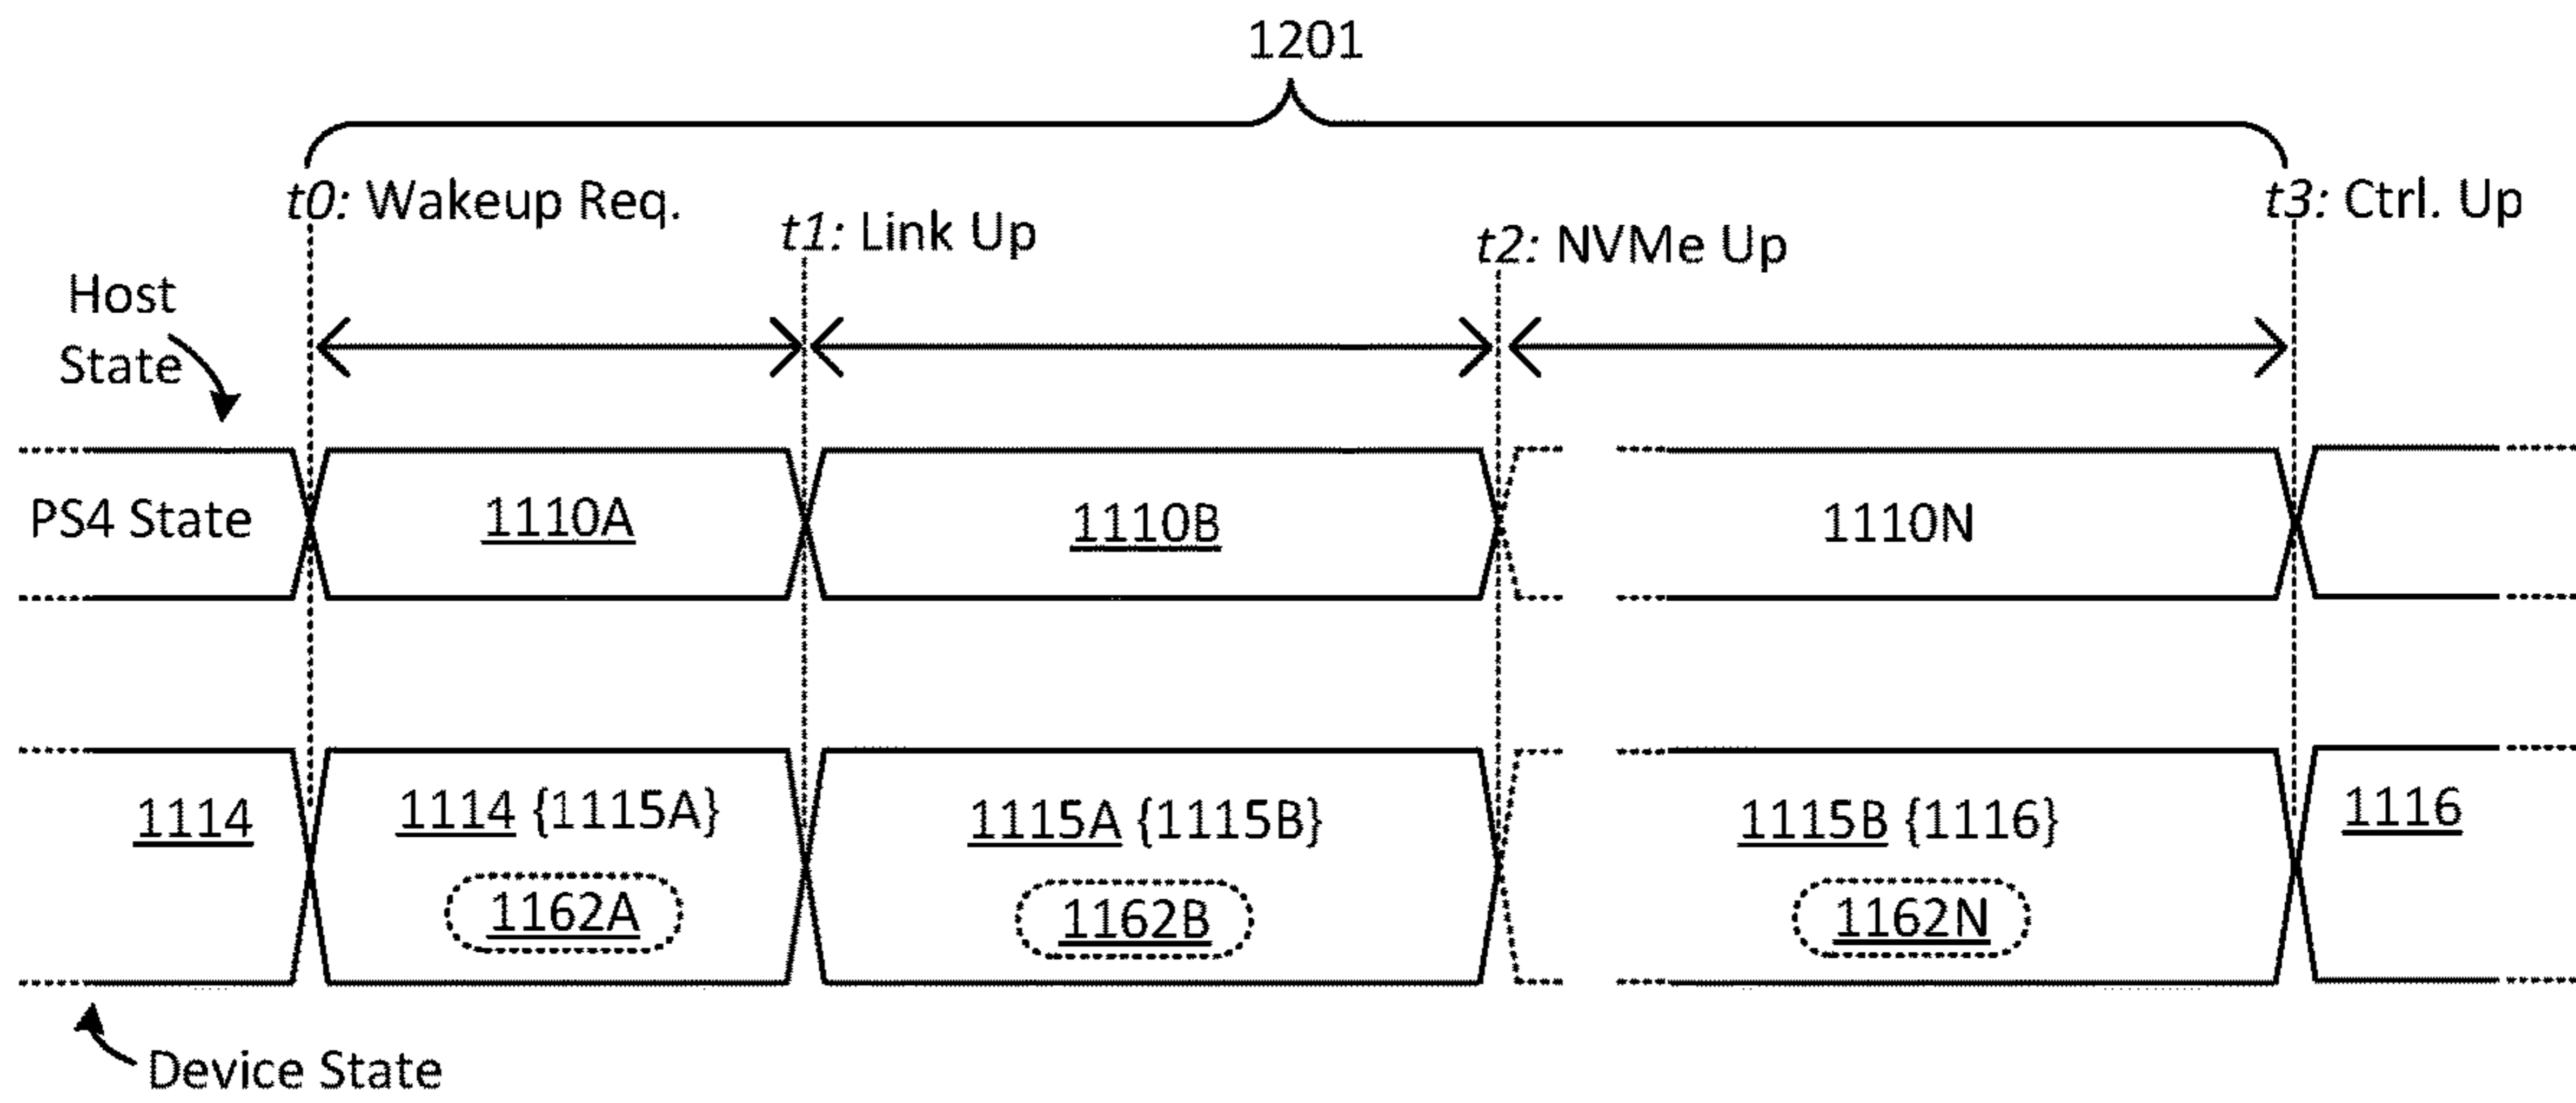 1201
t0: Wakeup Req.
t1: Link Up
t2: NVMe Up
t3: Ctrl. Up
Host
State
PS4 State
1110A
1110B
1110N
1114
1114 {1115A}
1115A {1115B}
1115B {1116}
1116
1162A
1162B
1162N
Device State